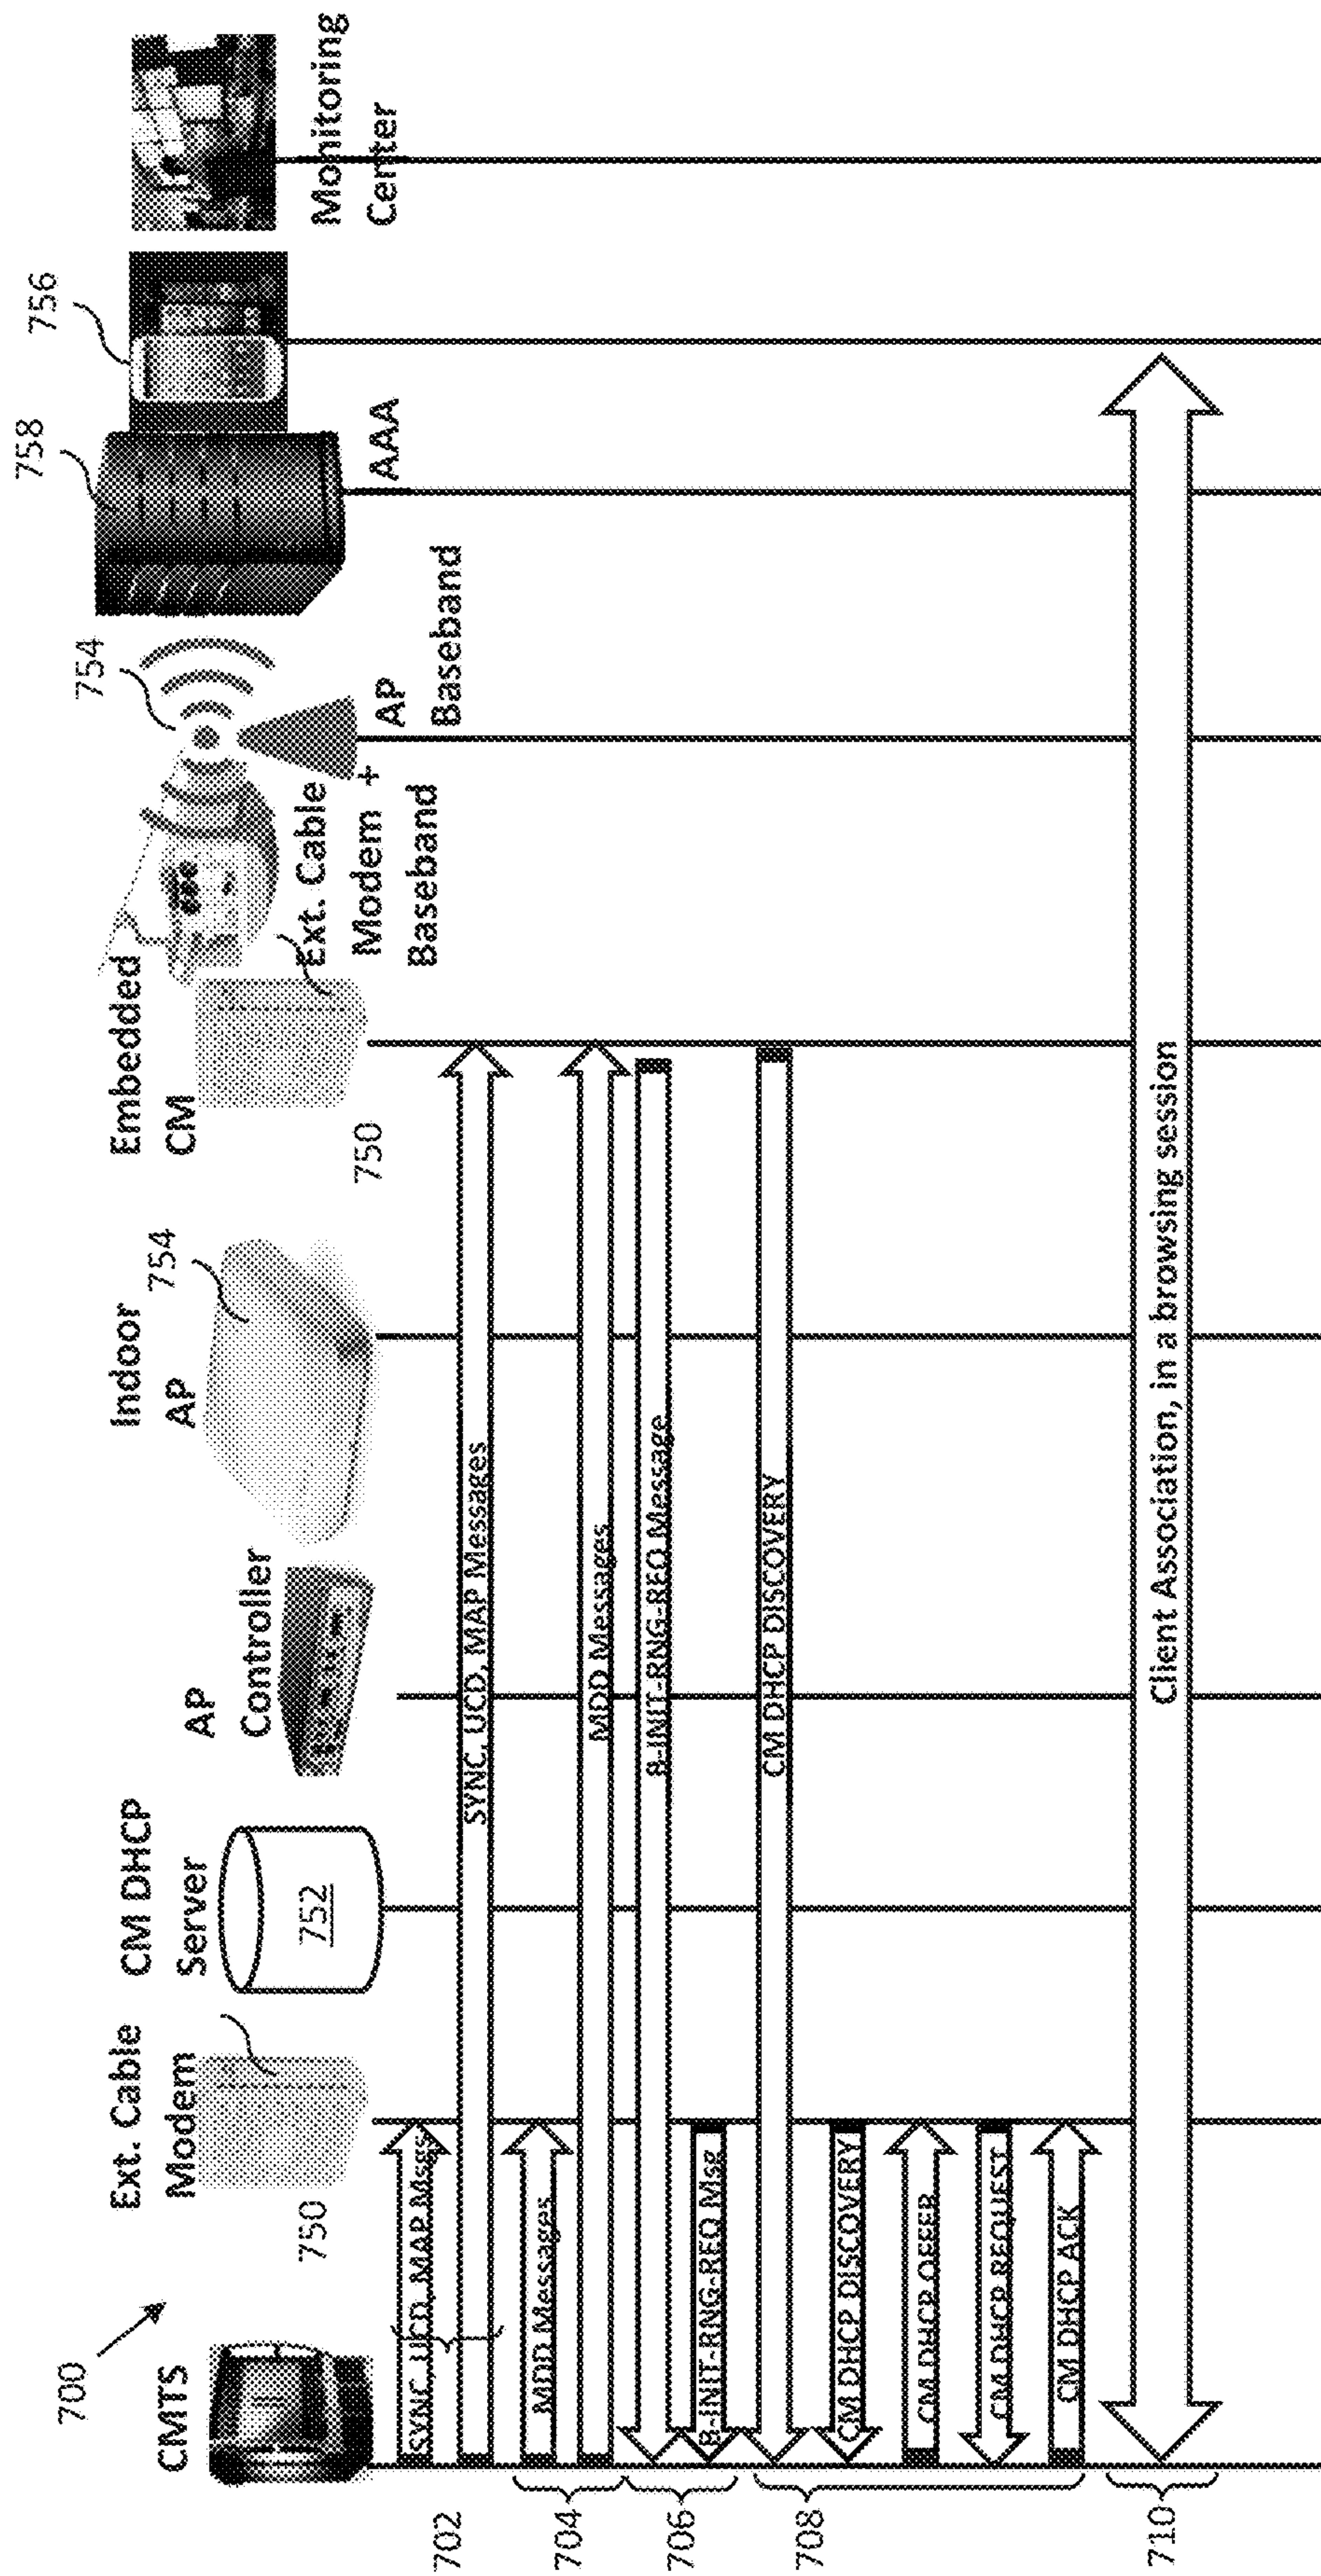 700
CMTS
750
Ext. Cable
Modem
CM DHCP
Server
752
AP
Controller
Indoor
AP
754
Embedded
CM
750
Ext. Cable
Modem +
Baseband
754
AP
Baseband
758
AAA
756
Monitoring
Center
702
SYNC, UCD, MAP Msgs
SYNC, UCD, MAP Messages
704
MDD Messages
MDD Messages
706
B-INIT-RNG-REQ Message
B-INIT-RNG-REQ Msg
708
CM DHCP DISCOVERY
CM DHCP DISCOVERY
CM DHCP OFFER
CM DHCP REQUEST
CM DHCP ACK
710
Client Association, in a browsing session